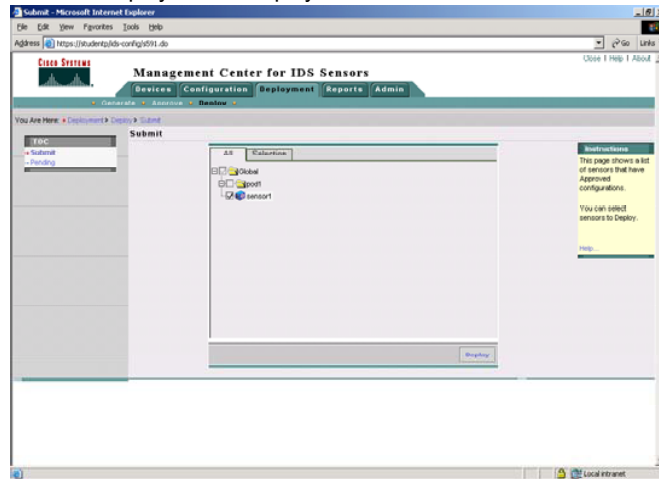 Submit - Microsoft Internet Explorer
File Edit View Favorites Tools Help
Address https://studentp/ids-config/s591.do Go Links
Close | Help | About
CISCO SYSTEMS
Management Center for IDS Sensors
Devices Configuration Deployment Reports Admin
Generate Approve Deploy
You Are Here: Deployment Deploy Submit
TOC
Submit
Pending
Submit
All Selection
Global
pod1
sensor1
Deploy
Instructions
This page shows a list
of sensors that have
Approved
configurations.
You can select
sensors to Deploy.
Help...
Local intranet